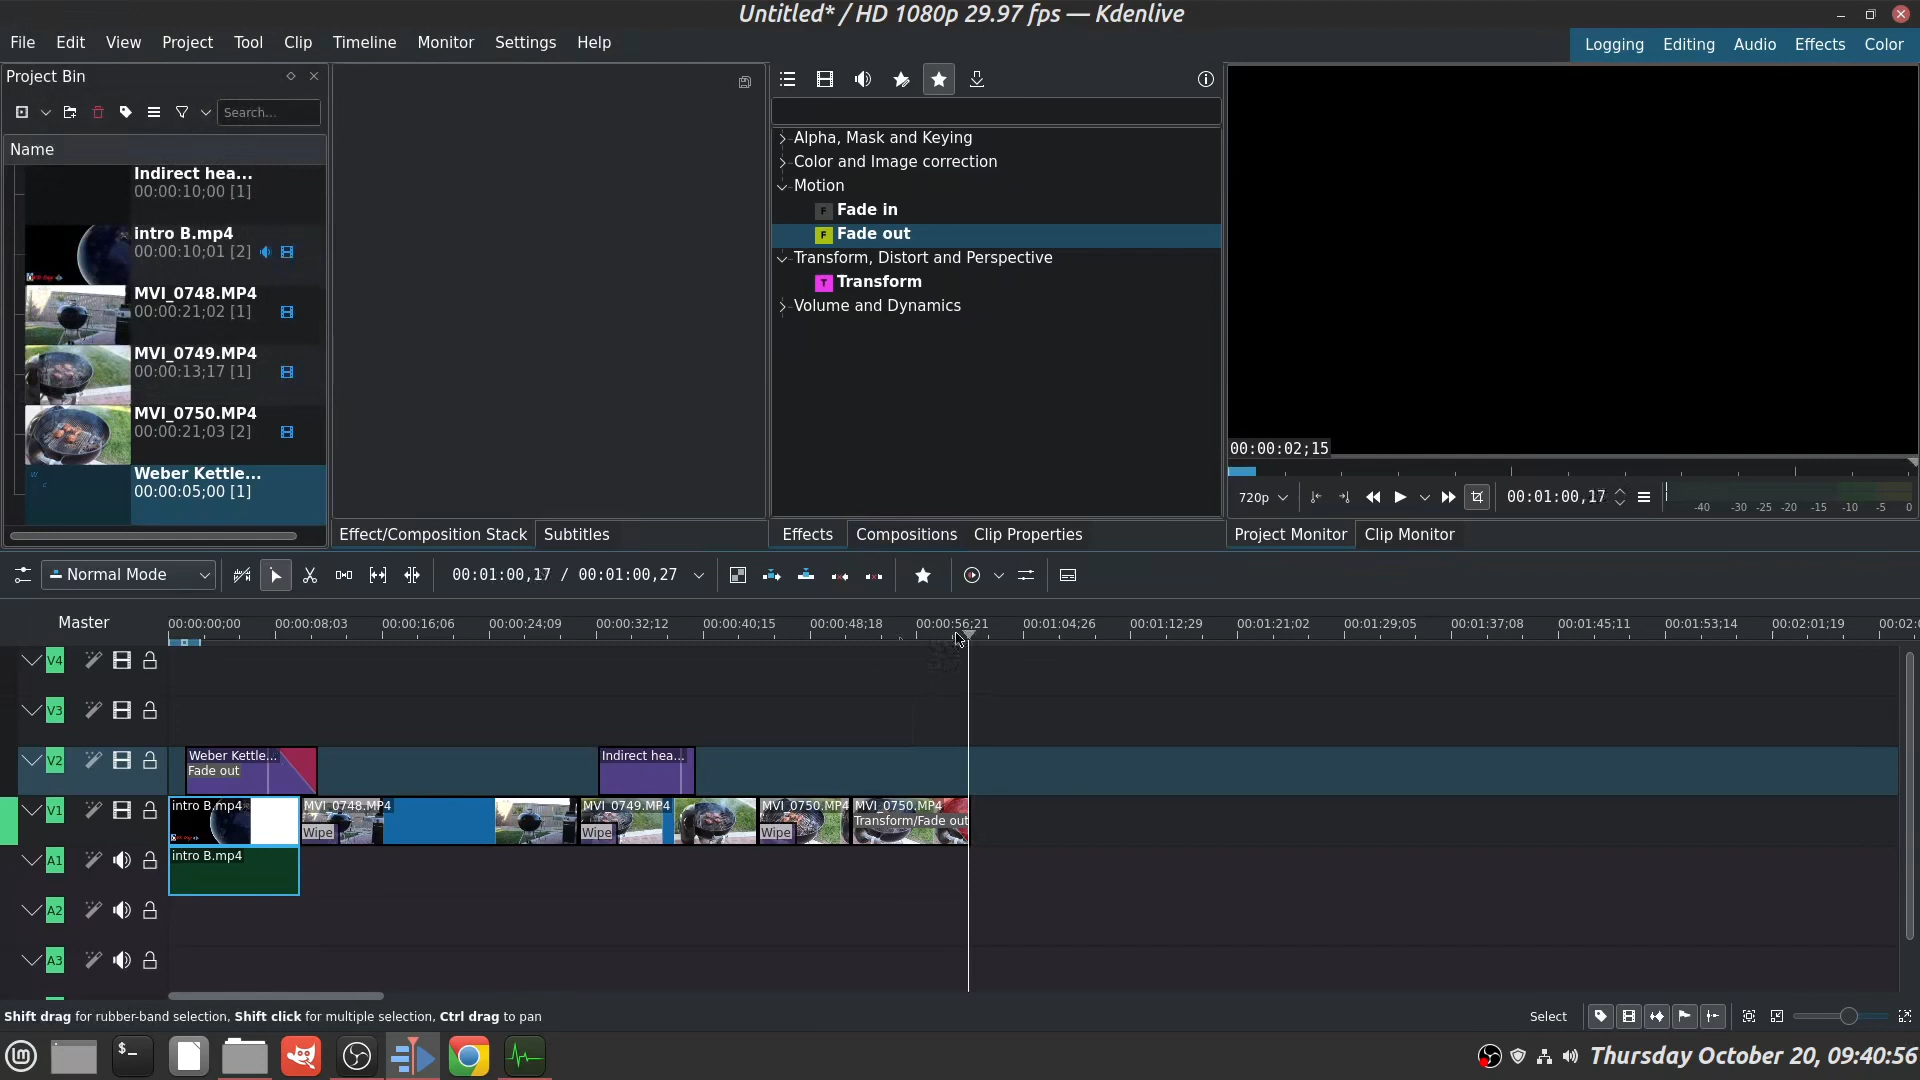 Untitled* / HD 1080p 29.97 fps — Kdenlive
File Edit View Project Tool Clip Timeline Monitor Settings Help
Logging Editing Audio Effects Color
Project Bin
Search...
Name
Indirect hea...
00:00:10;00 [1]
intro B.mp4
00:00:10;01 [2]
MVI_0748.MP4
00:00:21;02 [1]
MVI_0749.MP4
00:00:13;17 [1]
MVI_0750.MP4
00:00:21;03 [2]
Weber Kettle...
00:00:05;00 [1]
Alpha, Mask and Keying
Color and Image correction
Motion
F Fade in
F Fade out
Transform, Distort and Perspective
T Transform
Volume and Dynamics
00:00:02;15
720p
00:01:00,17
-40 -30 -25 -20 -15 -10 -5 0
Effect/Composition Stack Subtitles
Effects Compositions Clip Properties
Project Monitor Clip Monitor
Normal Mode
00:01:00,17 / 00:01:00,27
Master
00:00:00;00 00:00:08;03 00:00:16;06 00:00:24;09 00:00:32;12 00:00:40;15 00:00:48;18 00:00:56;21 00:01:04;26 00:01:12;29 00:01:21;02 00:01:29;05 00:01:37;08 00:01:45;11 00:01:53;14 00:02:01;19 00:02:0
V4
V3
V2
Weber Kettle...
Fade out
Indirect hea...
V1
intro B.mp4
MVI_0748.MP4
Wipe
MVI_0749.MP4
Wipe
MVI_0750.MP4
Wipe
MVI_0750.MP4
Transform/Fade out
A1
intro B.mp4
A2
A3
Shift drag for rubber-band selection, Shift click for multiple selection, Ctrl drag to pan
Select
Thursday October 20, 09:40:56